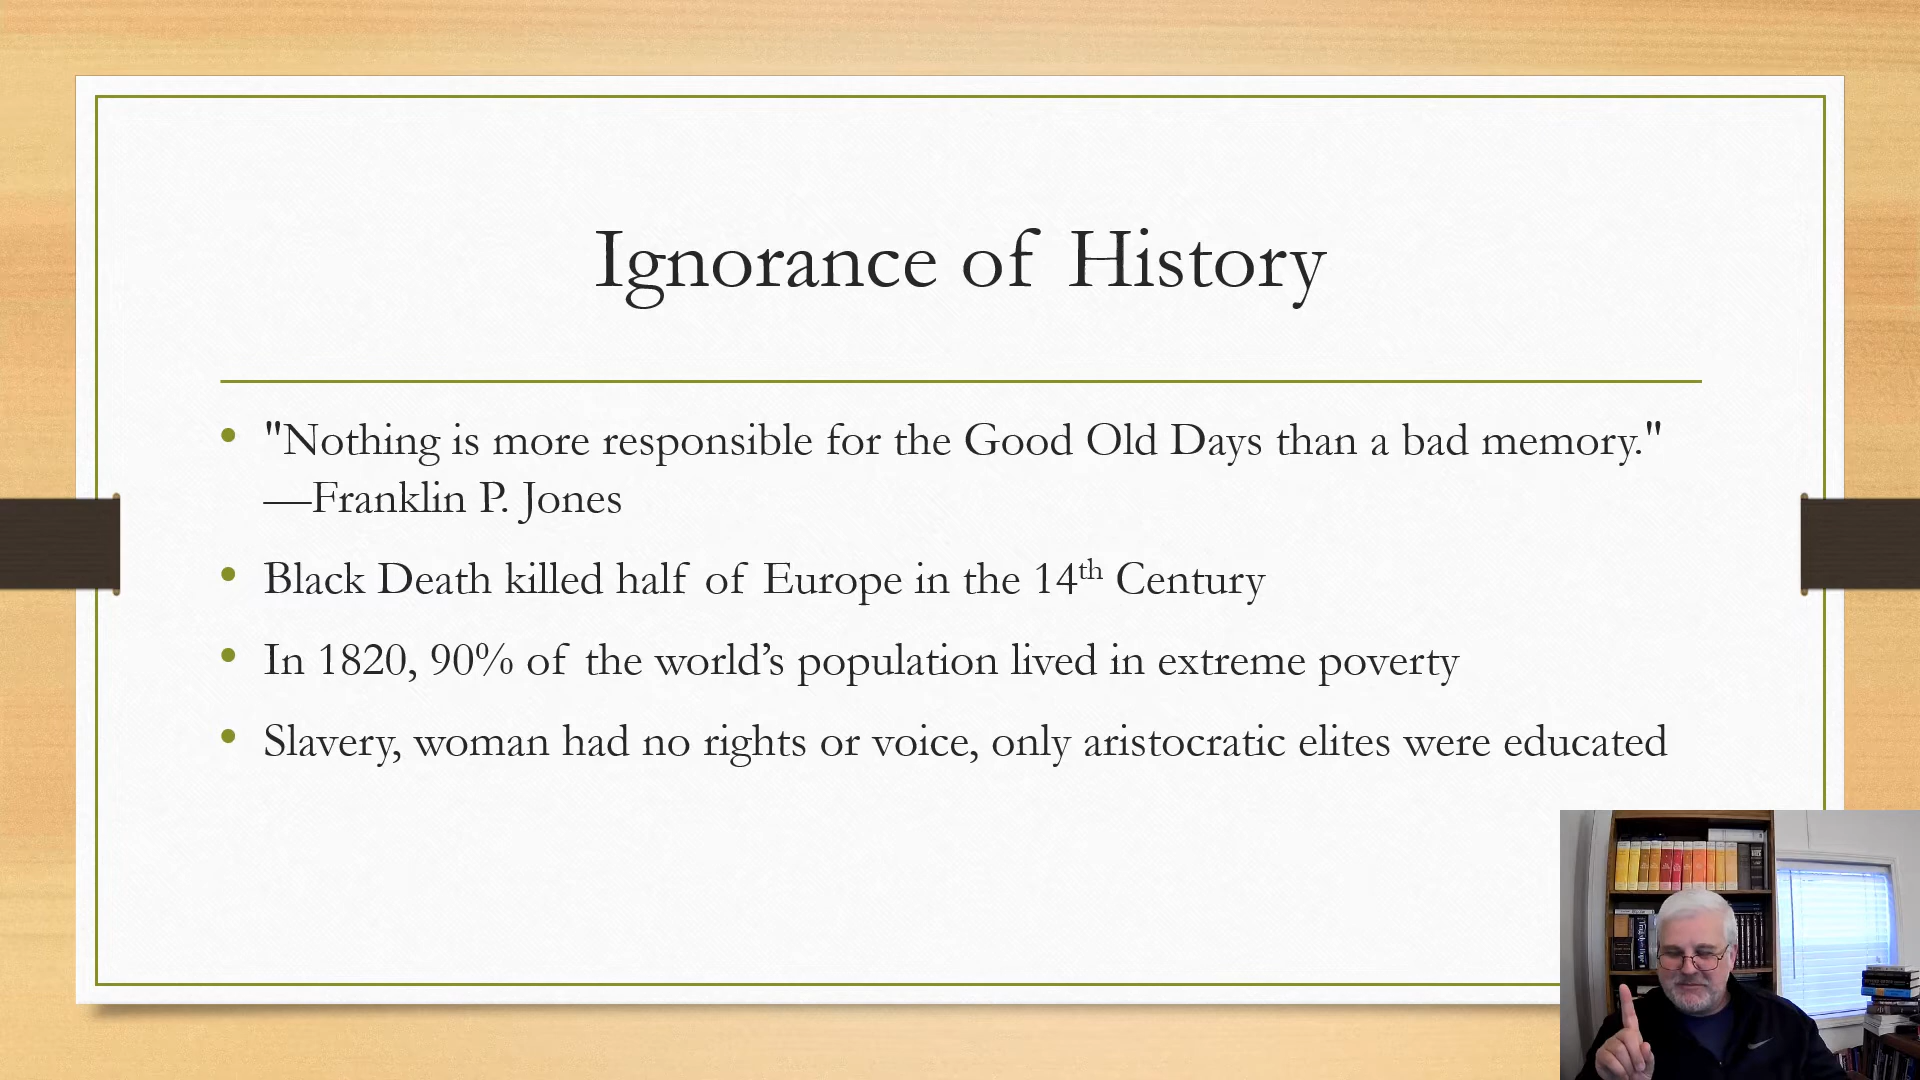 Ignorance of History
"Nothing is more responsible for the Good Old Days than a bad memory."
—Franklin P. Jones
Black Death killed half of Europe in the 14th Century
In 1820, 90% of the world’s population lived in extreme poverty
Slavery, woman had no rights or voice, only aristocratic elites were educated